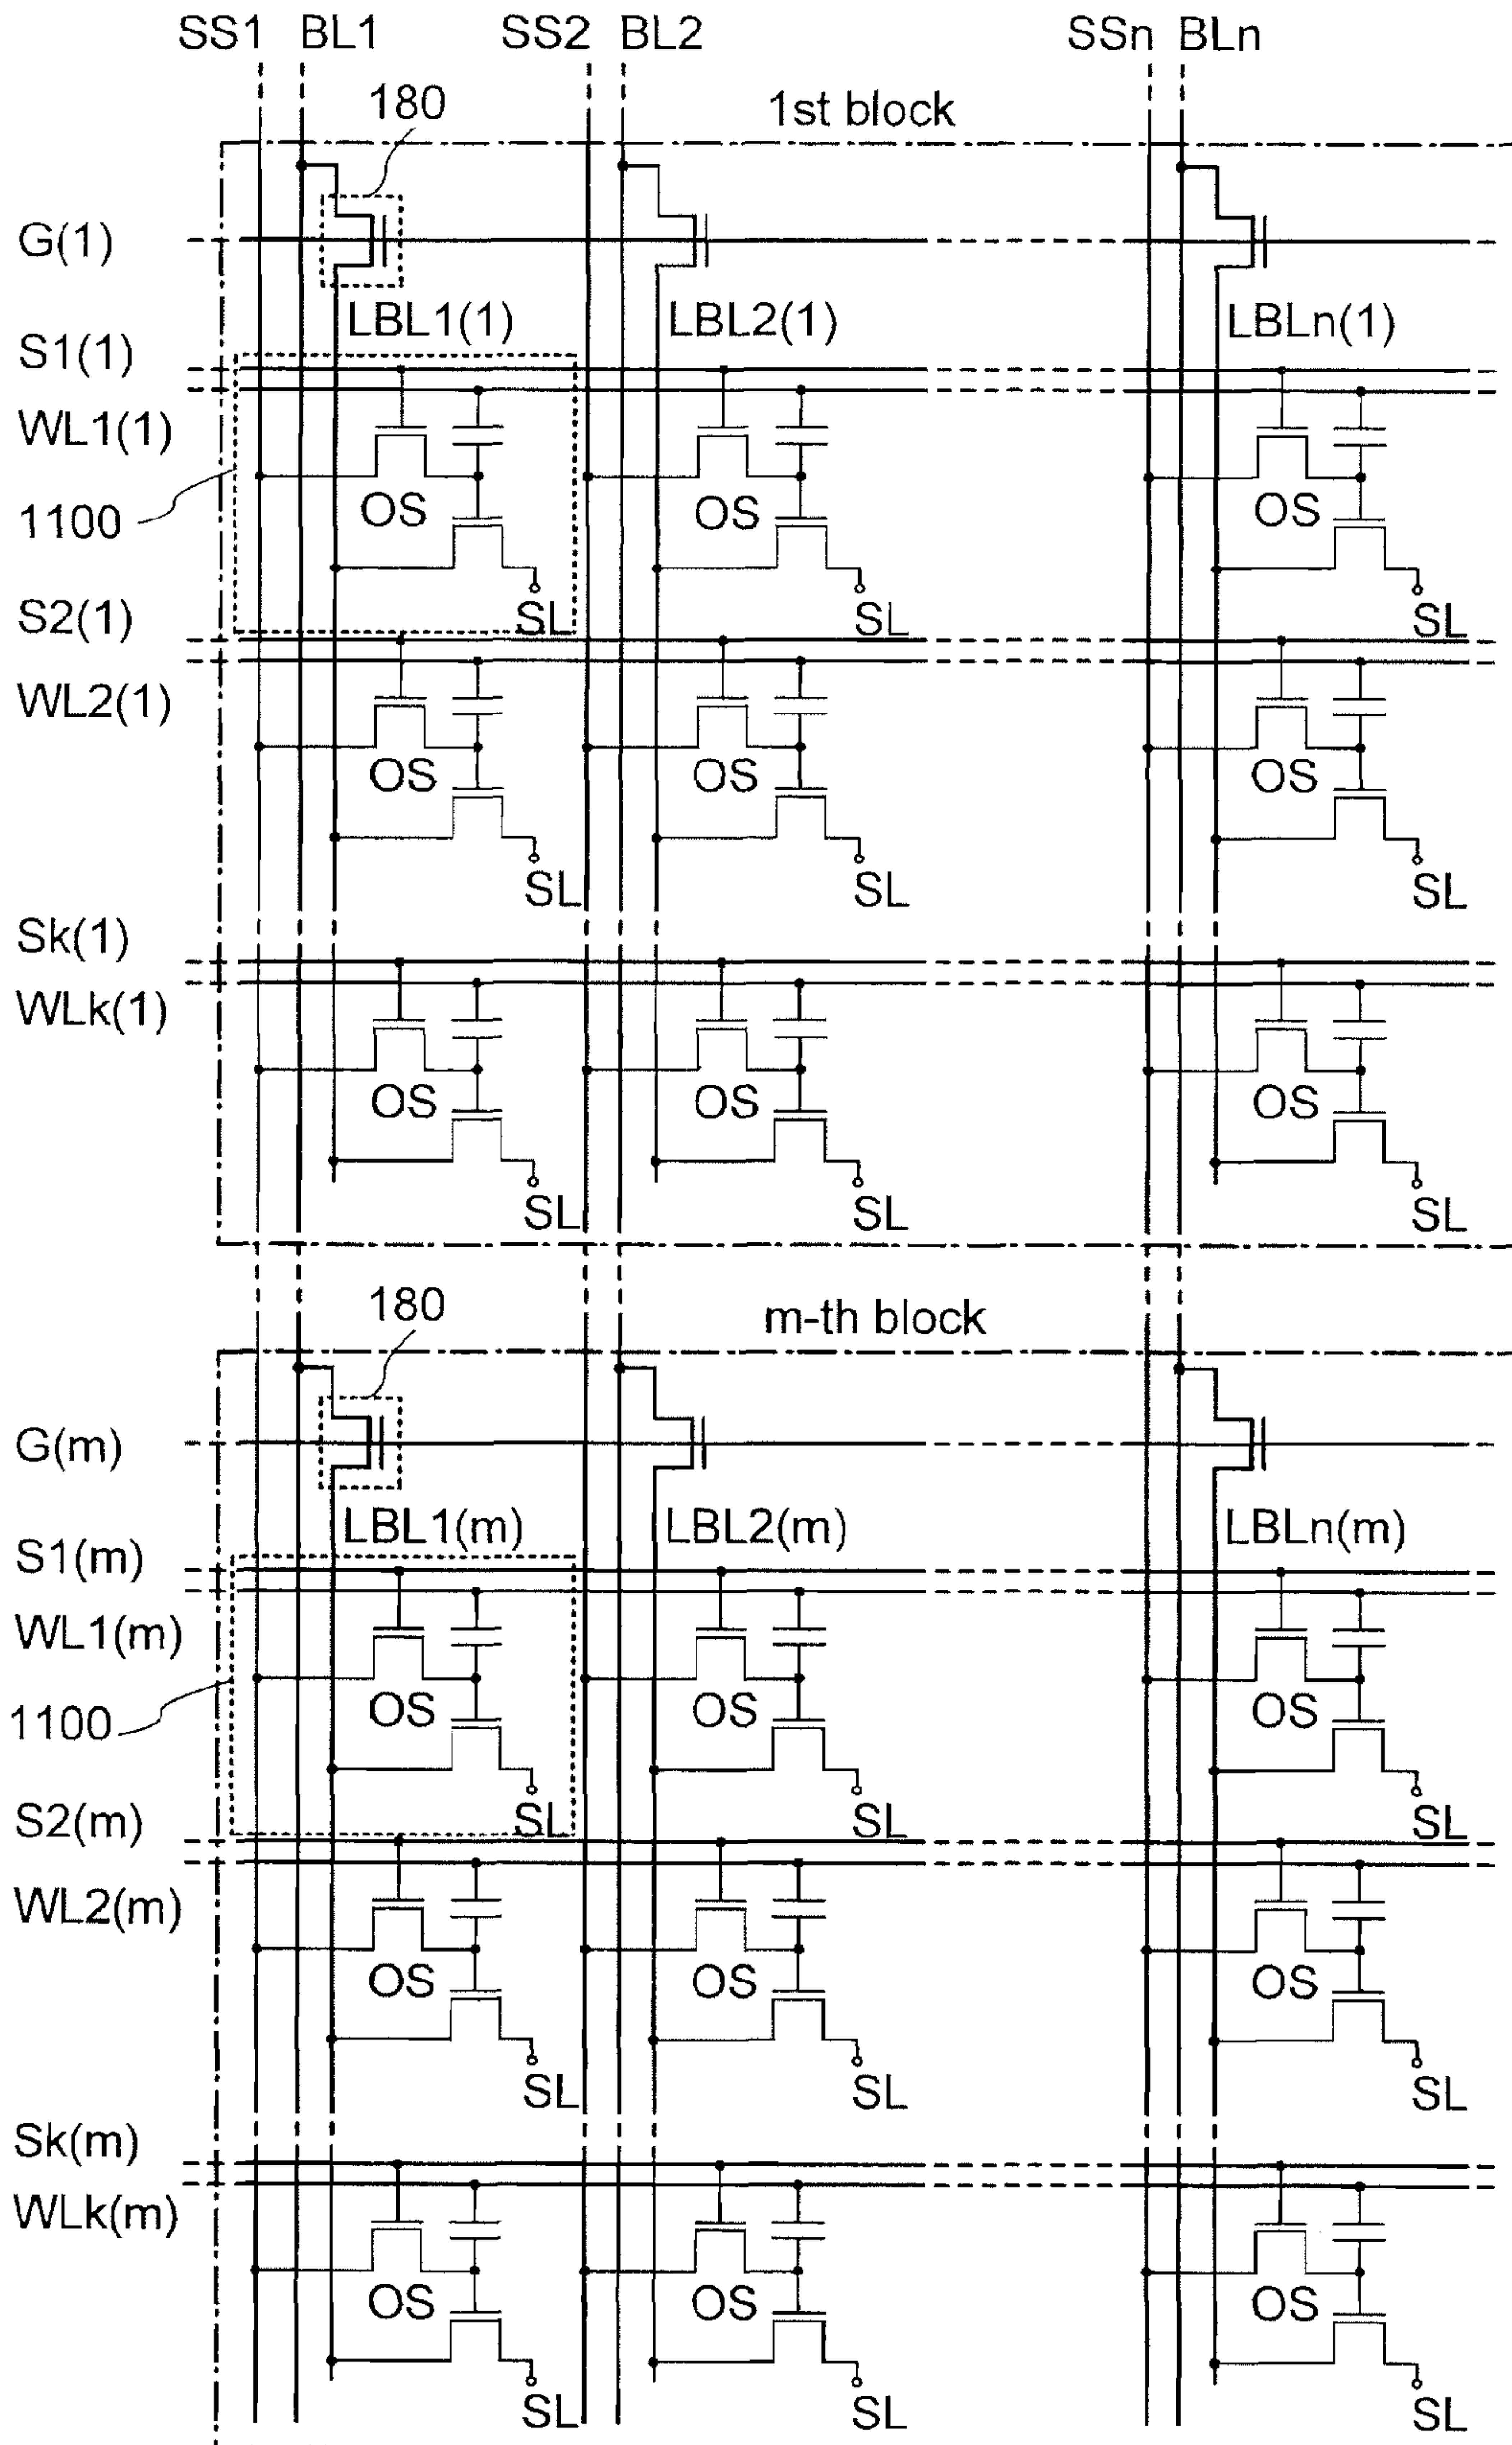 SS1 BL1 SS2 BL2 SSn BLn
180 1st block
G(1)
LBL1(1) LBL2(1) LBLn(1)
S1(1)
WL1(1)
OS OS OS
1100
SL SL SL
S2(1)
WL2(1)
OS OS OS
SL SL SL
Sk(1)
WLk(1)
OS OS OS
SL SL SL
180 m-th block
G(m)
LBL1(m) LBL2(m) LBLn(m)
S1(m)
WL1(m)
OS OS OS
1100
SL SL SL
S2(m)
WL2(m)
OS OS OS
SL SL SL
Sk(m)
WLk(m)
OS OS OS
SL SL SL